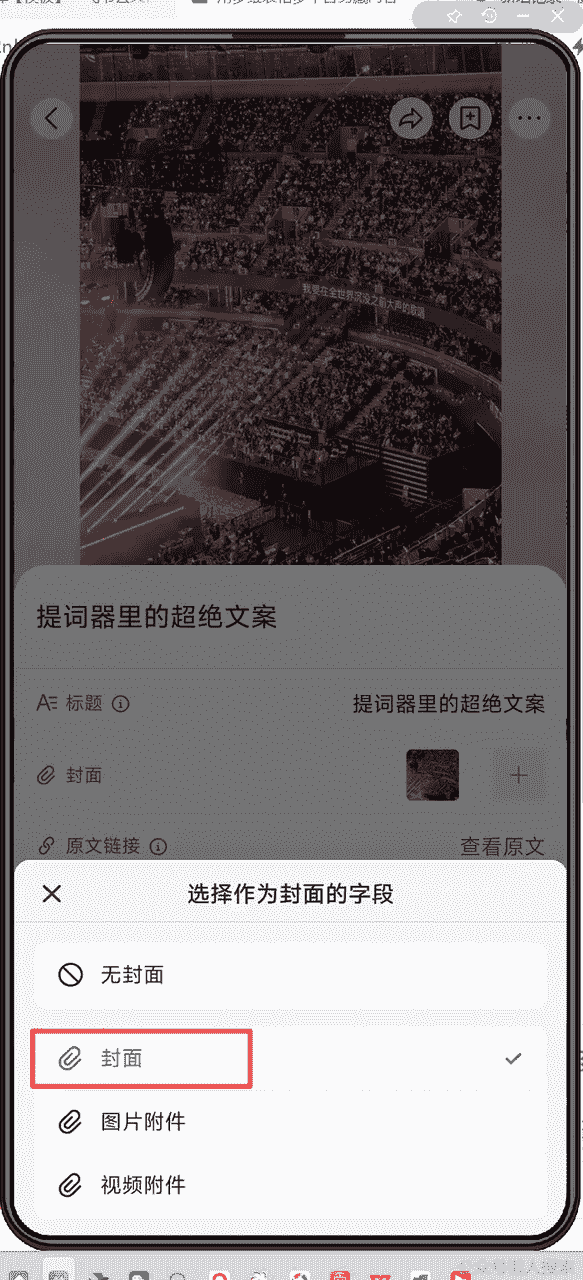 提词器里的超绝文案
标题
提词器里的超绝文案
封面
原文链接
查看原文
选择作为封面的字段
无封面
封面
图片附件
视频附件